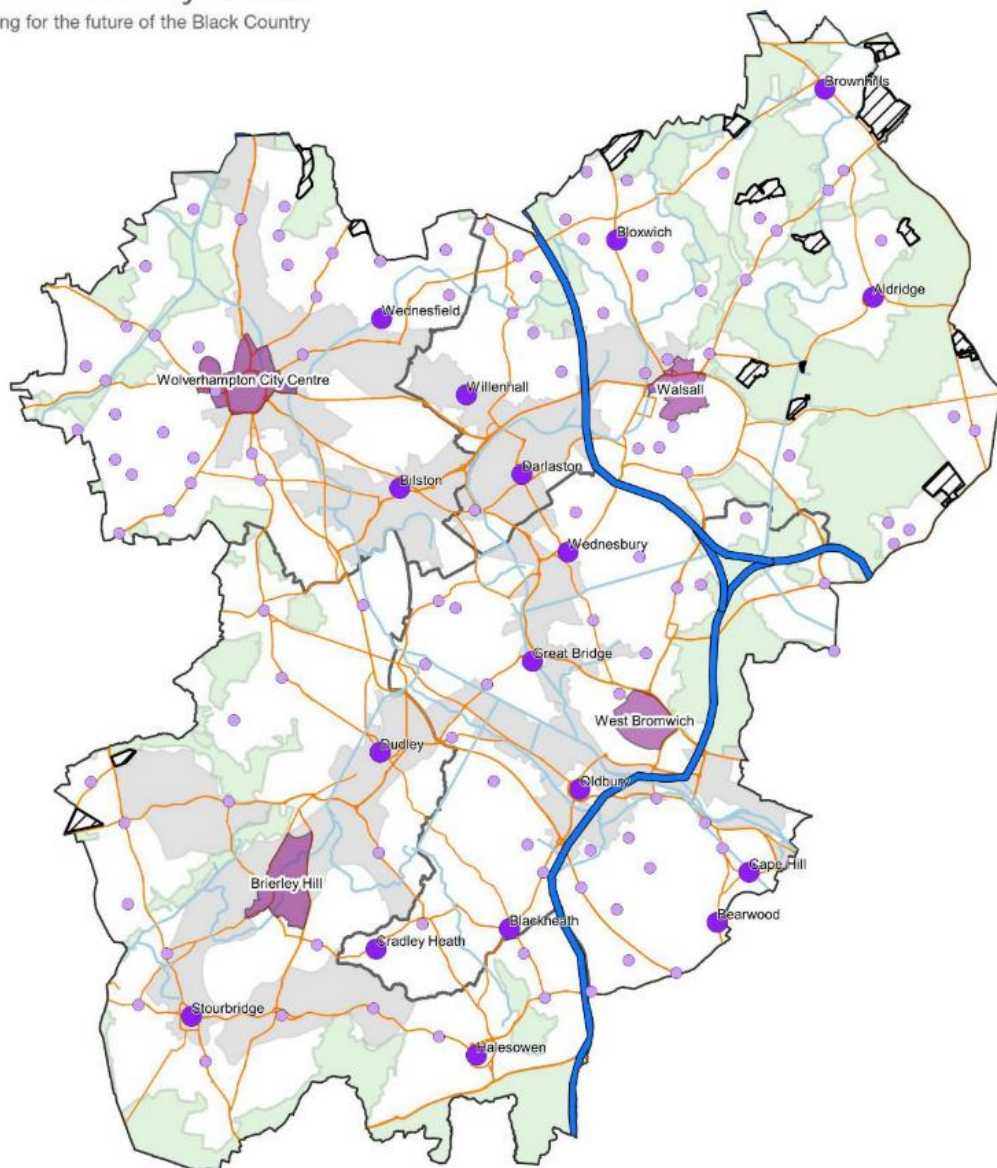 ng for the future of the Black Country
Brownhills
Bloxwich
Aldridge
Wednesfield
Wolverhampton City Centre
Willenhall
Walsall
Bilston
Darlaston
Wednesbury
Great Bridge
West Bromwich
Dudley
Oldbury
Cape Hill
Brierley Hill
Bearwood
Blackheath
Cradley Heath
Stourbridge
Halesowen